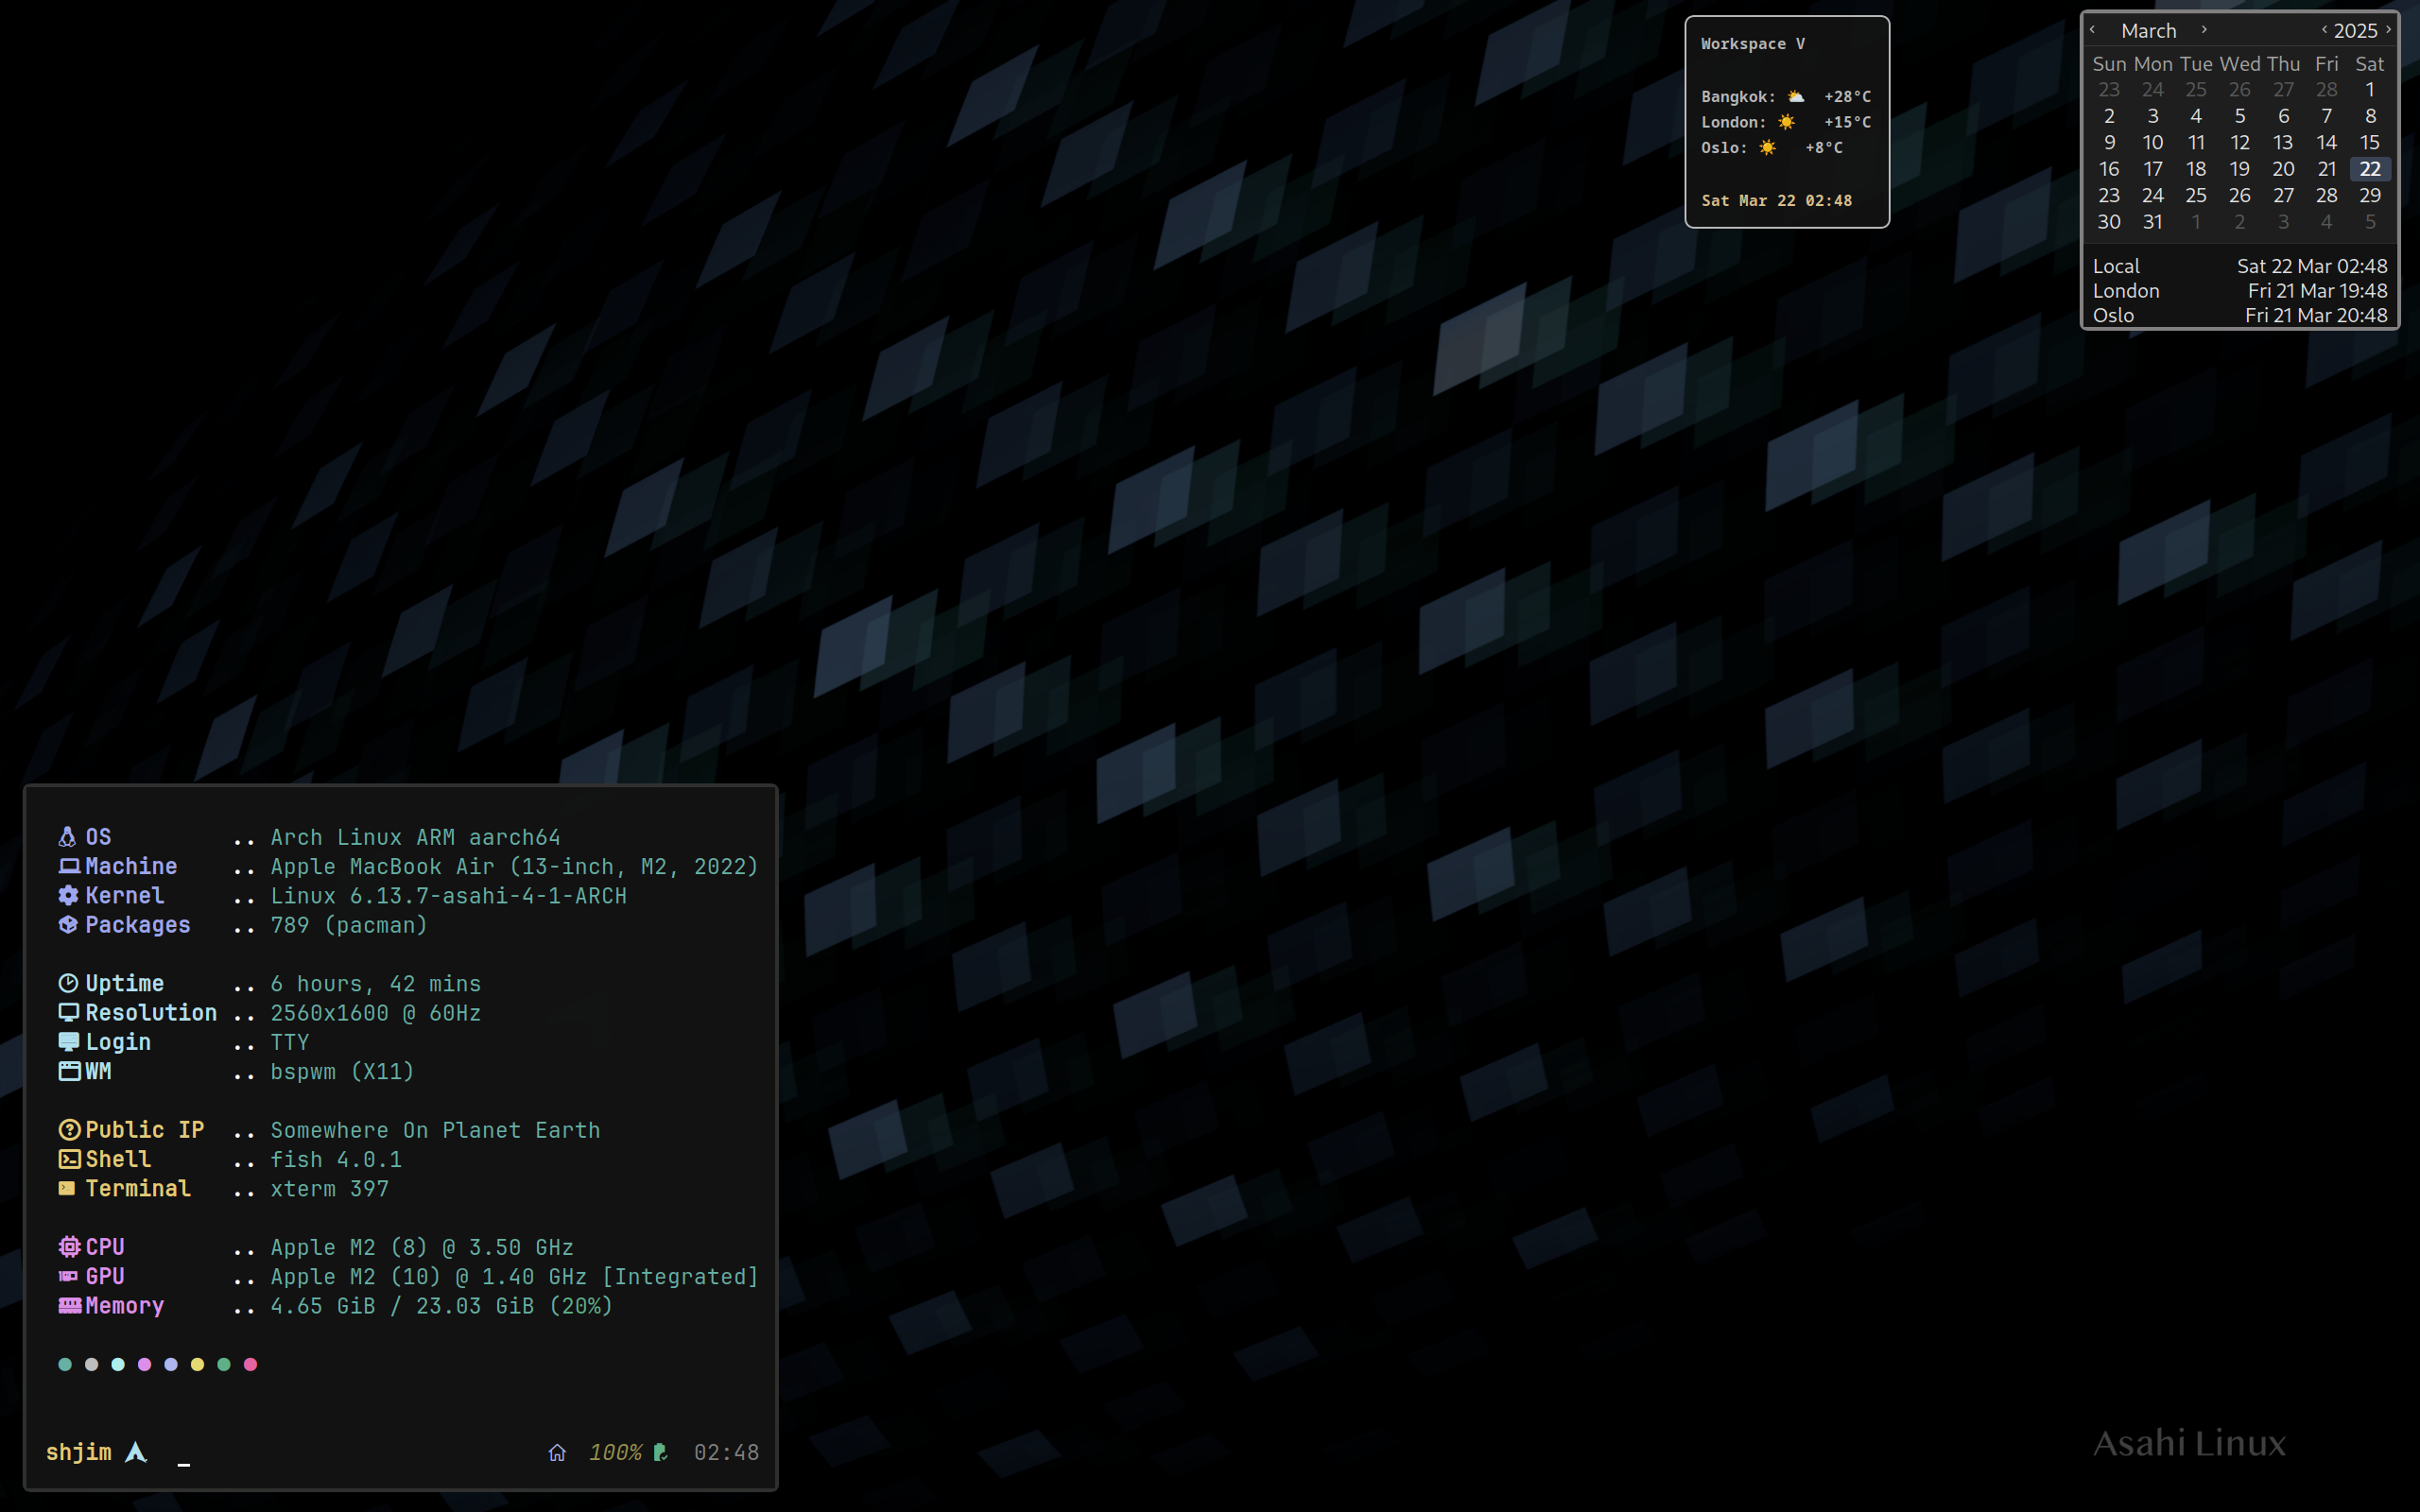 Workspace V
Bangkok: ⛅ +28°C
London: ☀️ +15°C
Oslo: ☀️ +8°C
Sat Mar 22 02:48
‹ March › ‹ 2025 ›
Sun Mon Tue Wed Thu Fri Sat
23 24 25 26 27 28 1
2 3 4 5 6 7 8
9 10 11 12 13 14 15
16 17 18 19 20 21 22
23 24 25 26 27 28 29
30 31 1 2 3 4 5
Local Sat 22 Mar 02:48
London Fri 21 Mar 19:48
Oslo Fri 21 Mar 20:48
OS .. Arch Linux ARM aarch64
Machine .. Apple MacBook Air (13-inch, M2, 2022)
Kernel .. Linux 6.13.7-asahi-4-1-ARCH
Packages .. 789 (pacman)
Uptime .. 6 hours, 42 mins
Resolution .. 2560x1600 @ 60Hz
Login .. TTY
WM .. bspwm (X11)
Public IP .. Somewhere On Planet Earth
Shell .. fish 4.0.1
Terminal .. xterm 397
CPU .. Apple M2 (8) @ 3.50 GHz
GPU .. Apple M2 (10) @ 1.40 GHz [Integrated]
Memory .. 4.65 GiB / 23.03 GiB (20%)
shjim _ 100% 02:48
Asahi Linux